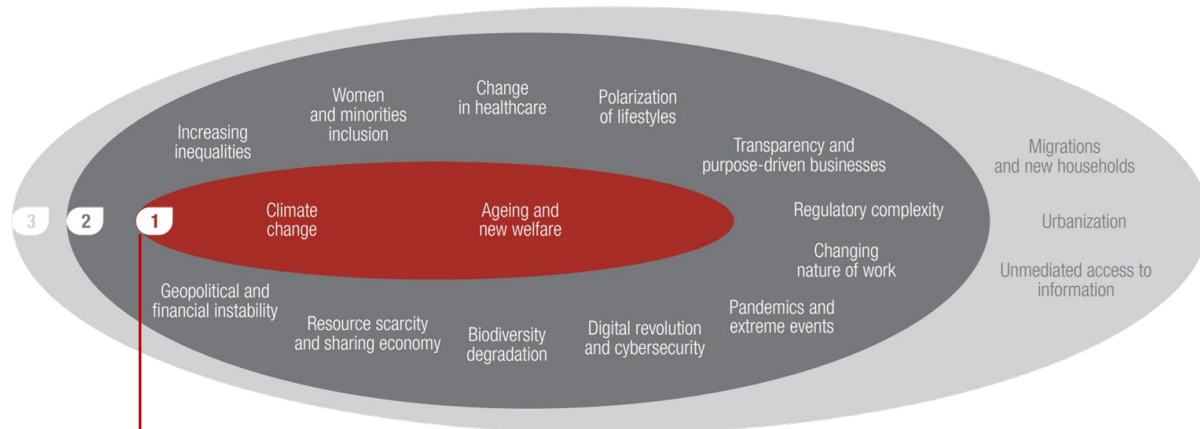 Women
and minorities
inclusion
Change
in healthcare
Polarization
of lifestyles
Increasing
inequalities
Transparency and
purpose-driven businesses
Migrations
and new households
3
2
1
Climate
change
Ageing and
new welfare
Regulatory complexity
Urbanization
Changing
nature of work
Unmediated access to
information
Geopolitical and
financial instability
Resource scarcity
and sharing economy
Biodiversity
degradation
Digital revolution
and cybersecurity
Pandemics and
extreme events